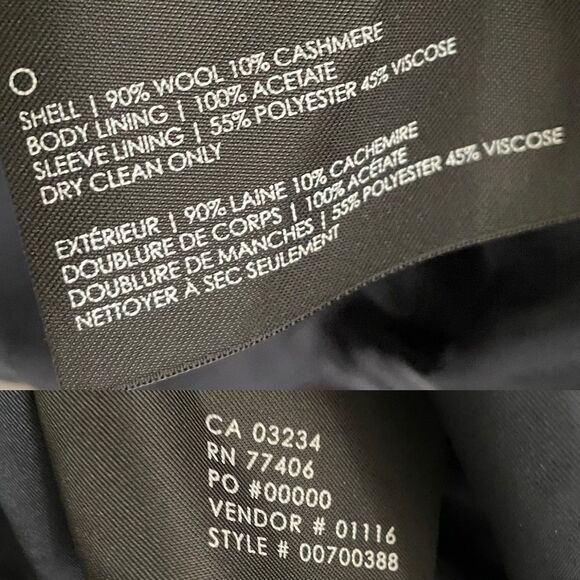 SHELL | 90% WOOL 10% CASHMERE
BODY LINING | 100% ACETATE
SLEEVE LINING | 55% POLYESTER 45% VISCOSE
DRY CLEAN ONLY
EXTÉRIEUR | 90% LAINE 10% CACHEMIRE
DOUBLURE DE CORPS | 100% ACÉTATE
DOUBLURE DE MANCHES | 55% POLYESTER 45% VISCOSE
NETTOYER À SEC SEULEMENT
CA 03234
RN 77406
PO #00000
VENDOR # 01116
STYLE # 00700388